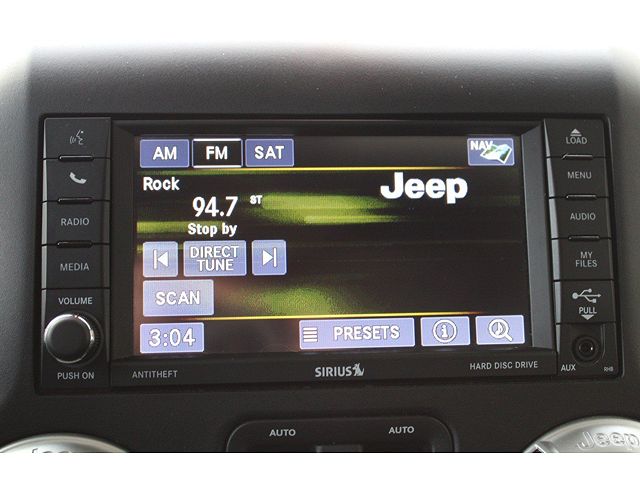 AM FM SAT NAV
Rock
94.7 ST
Stop by
Jeep
DIRECT
TUNE
SCAN
3:04 PRESETS
RADIO
MEDIA
VOLUME
PUSH ON
LOAD
MENU
AUDIO
MY
FILES
PULL
AUX RHB
ANTITHEFT SIRIUS HARD DISC DRIVE
AUTO AUTO
Jeep